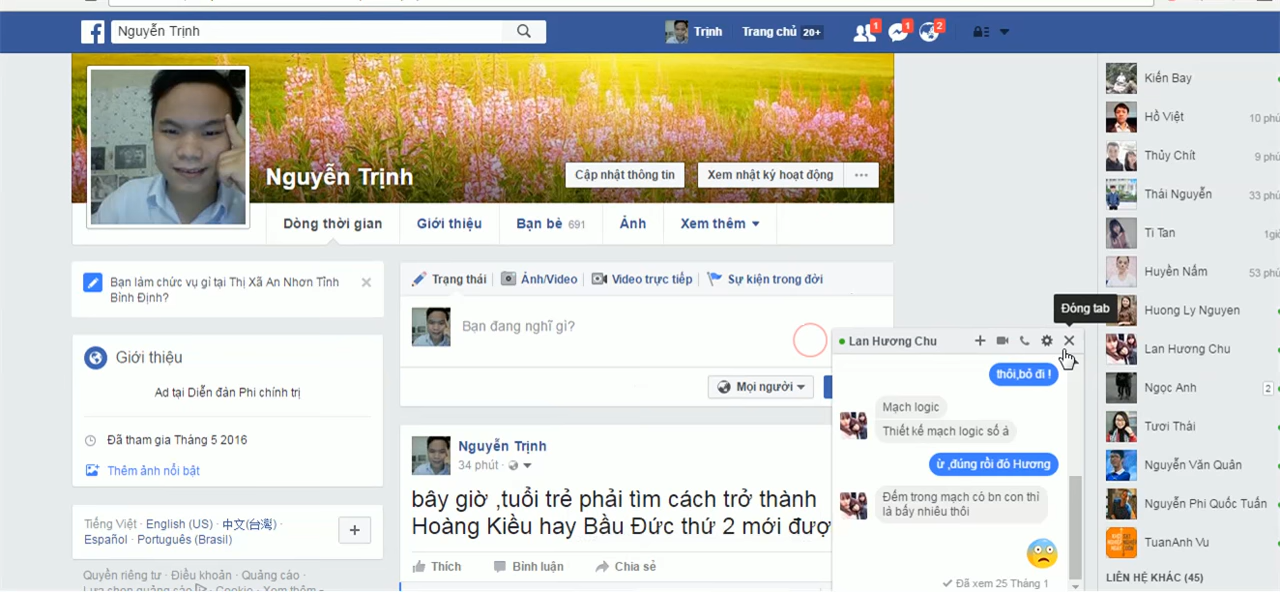 Nguyễn Trịnh
Trịnh
Trang chủ 20+
1
1
2
Nguyễn Trịnh
Cập nhật thông tin
Xem nhật ký hoạt động
Dòng thời gian
Giới thiệu
Bạn bè 691
Ảnh
Xem thêm
Bạn làm chức vụ gì tại Thị Xã An Nhơn Tỉnh
Bình Định?
Giới thiệu
Ad tại Diễn đàn Phi chính trị
Đã tham gia Tháng 5 2016
Thêm ảnh nổi bật
Tiếng Việt · English (US) · 中文(台灣) ·
Español · Português (Brasil)
Quyền riêng tư · Điều khoản · Quảng cáo ·
Lựa chọn quảng cáo · Cookie · Xem thêm
Trạng thái
Ảnh/Video
Video trực tiếp
Sự kiện trong đời
Bạn đang nghĩ gì?
Mọi người
Nguyễn Trịnh
34 phút ·
bây giờ ,tuổi trẻ phải tìm cách trở thành
Hoàng Kiều hay Bầu Đức thứ 2 mới đượ
Thích
Bình luận
Chia sẻ
Đóng tab
Lan Hương Chu
thôi,bỏ đi !
Mạch logic
Thiết kế mạch logic số á
ừ ,đúng rồi đó Hương
Đếm trong mạch có bn con thì
là bấy nhiêu thôi
Đã xem 25 Tháng 1
Kiến Bay
Hồ Việt 10 phú
Thủy Chít 9 phú
Thái Nguyễn 33 phú
Ti Tan 1giờ
Huyền Nấm 53 phú
Huong Ly Nguyen
Lan Hương Chu
Ngọc Anh 2
Tươi Thái
Nguyễn Văn Quân
Nguyễn Phi Quốc Tuấn
TuanAnh Vu
LIÊN HỆ KHÁC (45)